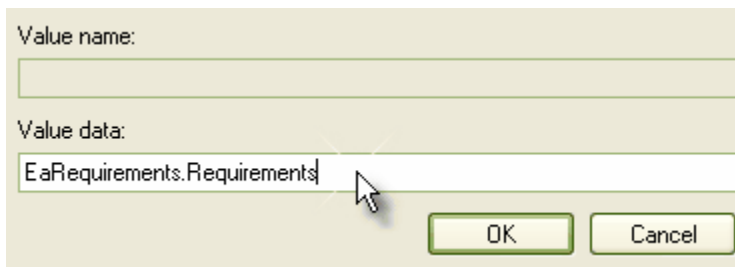 Value name:
Value data:
EaRequirements.Requirements
OK Cancel